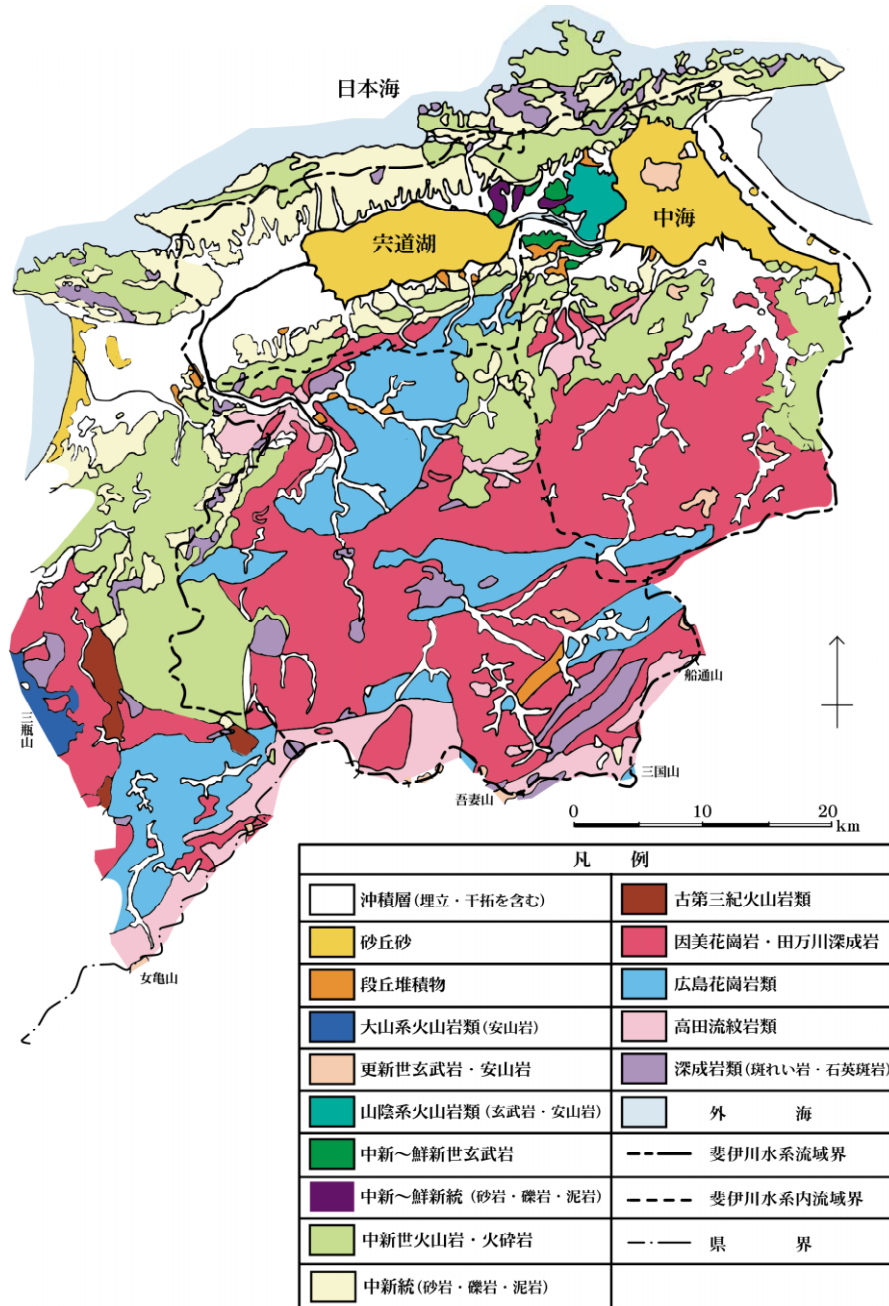 日本海
宍道湖
中海
船通山
三瓶山
三国山
吾妻山
女亀山
0 10 20
km
凡 例
沖積層(埋立・干拓を含む)
砂丘砂
段丘堆積物
大山系火山岩類(安山岩)
更新世玄武岩・安山岩
山陰系火山岩類(玄武岩・安山岩)
中新〜鮮新世玄武岩
中新〜鮮新統(砂岩・礫岩・泥岩)
中新世火山岩・火砕岩
中新統(砂岩・礫岩・泥岩)
古第三紀火山岩類
因美花崗岩・田万川深成岩
広島花崗岩類
高田流紋岩類
深成岩類(斑れい岩・石英斑岩)
外 海
斐伊川水系流域界
斐伊川水系内流域界
県 界